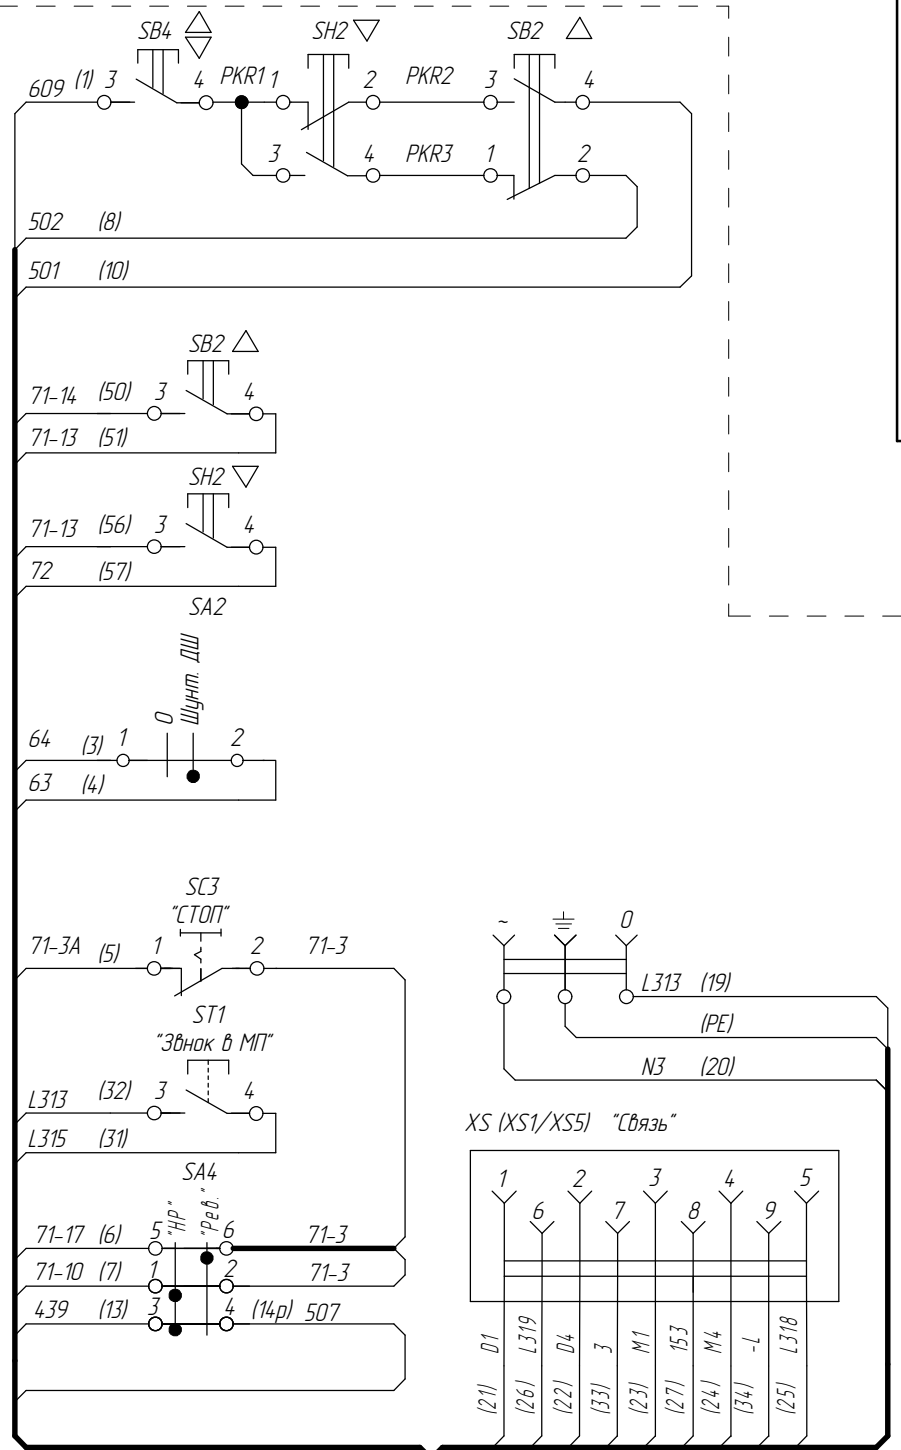 SB4 SH2 SB2
609 (1) 3 4 PKR1 1 2 PKR2 3 4
3 4 PKR3 1 2
502 (8)
501 (10)
SB2
71-14 (50) 3 4
71-13 (51)
SH2
71-13 (56) 3 4
72 (57)
SA2
0 Шунт. ДШ
64 (3) 1 2
63 (4)
SC3
"СТОП"
71-3А (5) 1 2 71-3
ST1
"Звнок в МП"
L313 (32) 3 4
L315 (31)
SA4
"НР" "Рев."
71-17 (6) 5 6 71-3
71-10 (7) 1 2 71-3
439 (13) 3 4 (14р) 507
~ 0
L313 (19)
(PE)
N3 (20)
XS (XS1/XS5) "Связь"
1 2 3 4 5
6 7 8 9
(21) D1
(26) L319
(22) D4
(33) 3
(23) M1
(27) 153
(24) M4
(34) -L
(25) L318